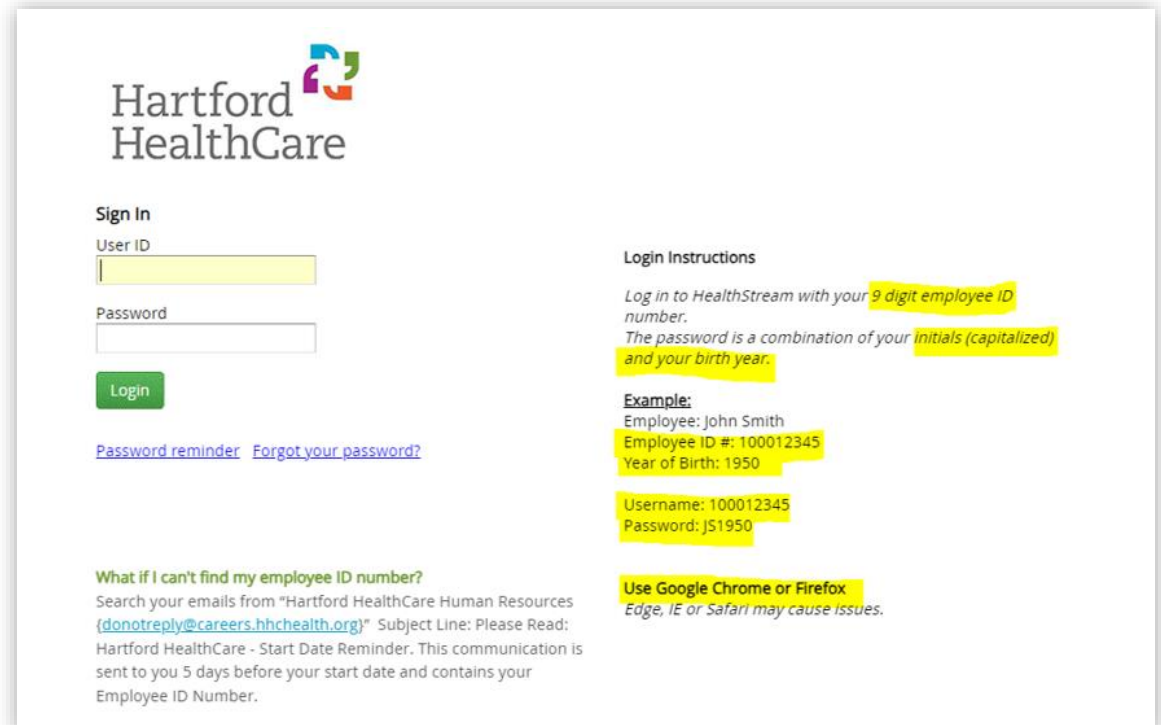 Hartford
HealthCare
Sign In
User ID
Password
Login
Password reminder Forgot your password?
What if I can't find my employee ID number?
Search your emails from “Hartford HealthCare Human Resources
{donotreply@careers.hhchealth.org}” Subject Line: Please Read:
Hartford HealthCare - Start Date Reminder. This communication is
sent to you 5 days before your start date and contains your
Employee ID Number.
Login Instructions
Log in to HealthStream with your 9 digit employee ID
number.
The password is a combination of your initials (capitalized)
and your birth year.
Example:
Employee: John Smith
Employee ID #: 100012345
Year of Birth: 1950
Username: 100012345
Password: JS1950
Use Google Chrome or Firefox
Edge, IE or Safari may cause issues.